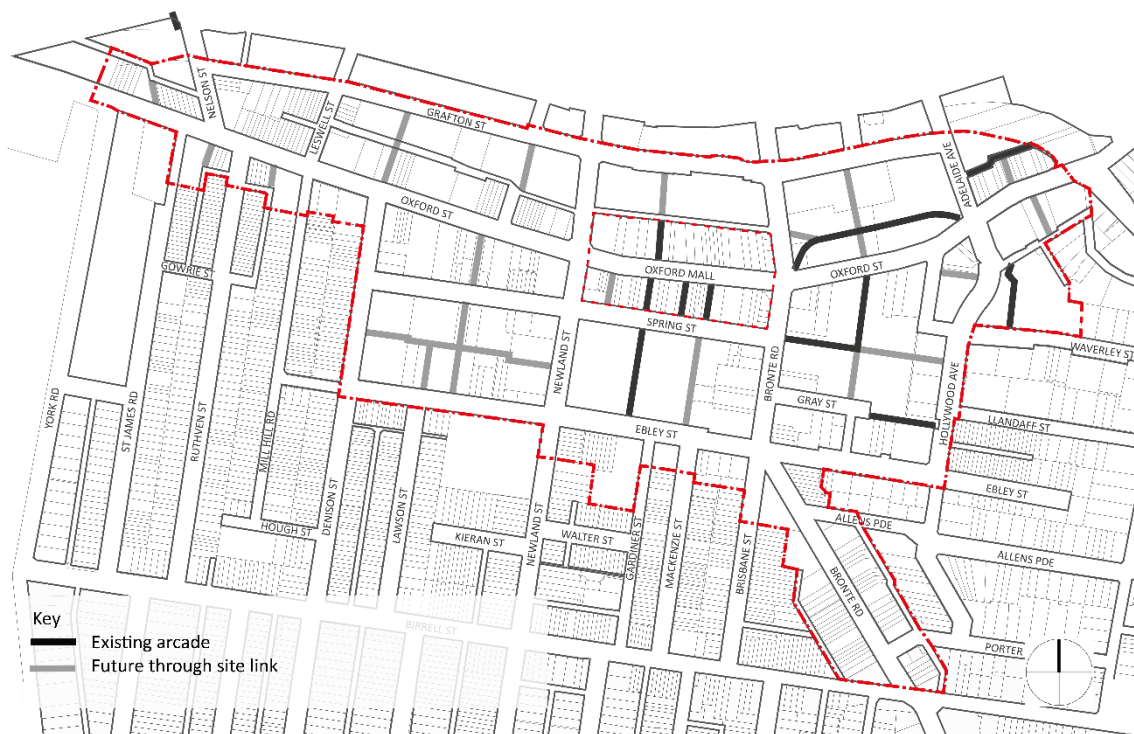 NELSON ST
LESWELL ST
GRAFTON ST
ADELAIDE AVE
OXFORD ST
GOWRIE ST
OXFORD MALL
OXFORD ST
SPRING ST
NEWLAND ST
BRONTE RD
WAVERLEY ST
HOLLYWOOD AVE
GRAY ST
LLANDAFF ST
YORK RD
ST JAMES RD
RUTHVEN ST
MILL HILL RD
EBLEY ST
EBLEY ST
DENISON ST
LAWSON ST
HOUGH ST
KIERAN ST
NEWLAND ST
WALTER ST
GARDINER ST
MACKENZIE ST
BRISBANE ST
ALLENS PDE
ALLENS PDE
BRONTE RD
BIRRELL ST
PORTER
Key
Existing arcade
Future through site link